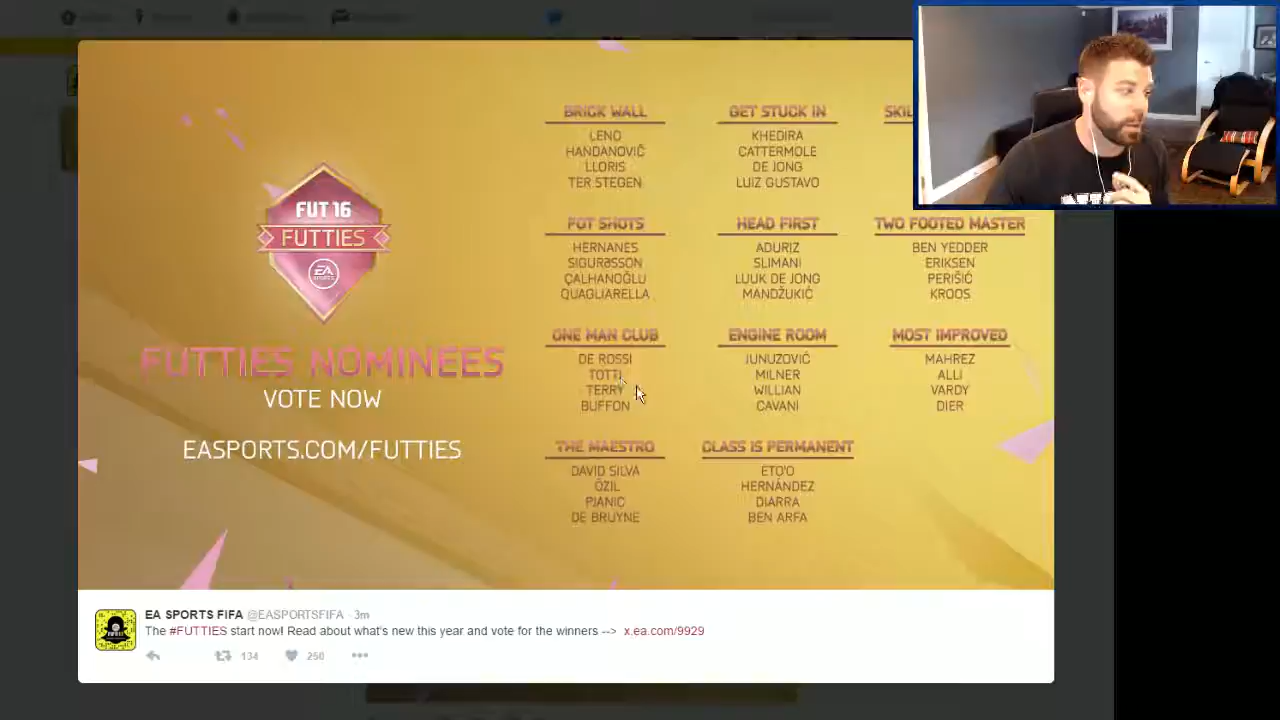 FUT 16
FUTTIES
EA
SPORTS
FUTTIES NOMINEES
VOTE NOW
EASPORTS.COM/FUTTIES
BRICK WALL
LENO
HANDANOVIČ
LLORIS
TER STEGEN
GET STUCK IN
KHEDIRA
CATTERMOLE
DE JONG
LUIZ GUSTAVO
SKIL
POT SHOTS
HERNANES
SIGURÐSSON
ÇALHANOĞLU
QUAGLIARELLA
HEAD FIRST
ADURIZ
SLIMANI
LUUK DE JONG
MANDŽUKIĆ
TWO FOOTED MASTER
BEN YEDDER
ERIKSEN
PERIŠIĆ
KROOS
ONE MAN CLUB
DE ROSSI
TOTTI
TERRY
BUFFON
ENGINE ROOM
JUNUZOVIĆ
MILNER
WILLIAN
CAVANI
MOST IMPROVED
MAHREZ
ALLI
VARDY
DIER
THE MAESTRO
DAVID SILVA
ÖZIL
PJANIC
DE BRUYNE
CLASS IS PERMANENT
ETO'O
HERNÁNDEZ
DIARRA
BEN ARFA
EA SPORTS FIFA @EASPORTSFIFA · 3m
The #FUTTIES start now! Read about what's new this year and vote for the winners --> x.ea.com/9929
134 250